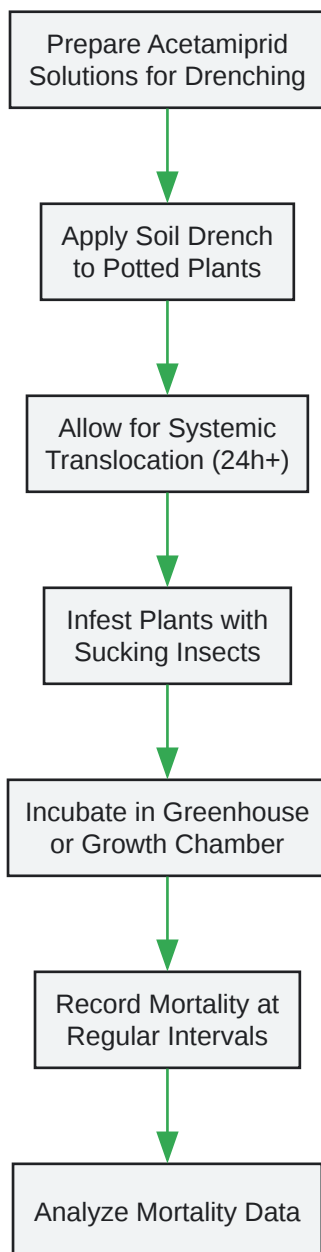 Prepare Acetamiprid
Solutions for Drenching
Apply Soil Drench
to Potted Plants
Allow for Systemic
Translocation (24h+)
Infest Plants with
Sucking Insects
Incubate in Greenhouse
or Growth Chamber
Record Mortality at
Regular Intervals
Analyze Mortality Data